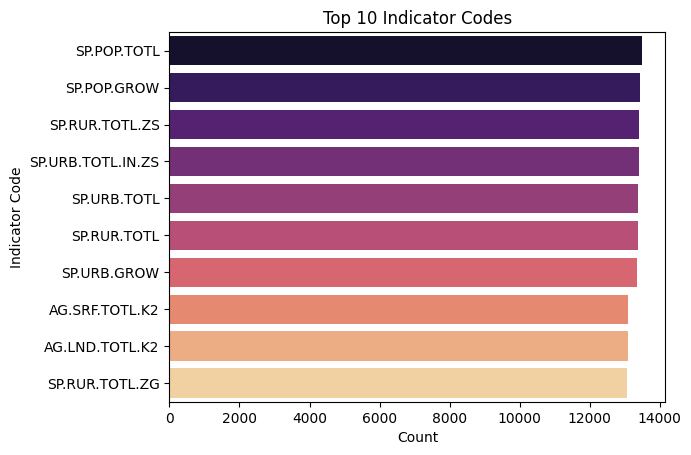 Top 10 Indicator Codes
Indicator Code
SP.POP.TOTL
SP.POP.GROW
SP.RUR.TOTL.ZS
SP.URB.TOTL.IN.ZS
SP.URB.TOTL
SP.RUR.TOTL
SP.URB.GROW
AG.SRF.TOTL.K2
AG.LND.TOTL.K2
SP.RUR.TOTL.ZG
0 2000 4000 6000 8000 10000 12000 14000
Count